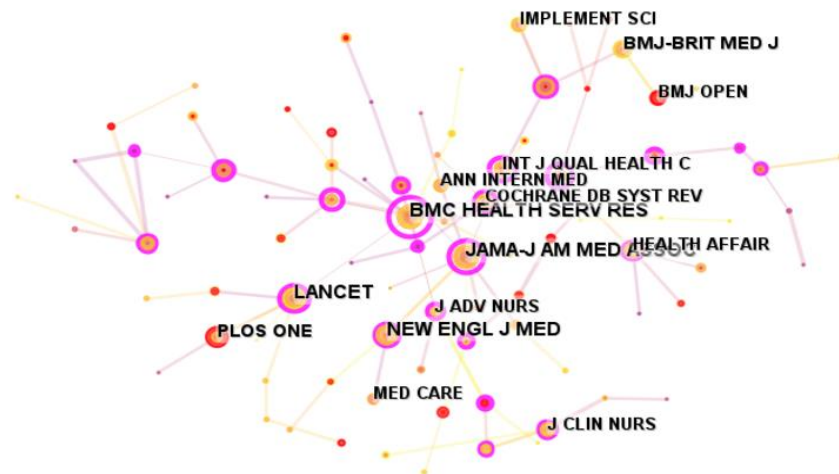 IMPLEMENT SCI
BMJ-BRIT MED J
BMJ OPEN
INT J QUAL HEALTH C
ANN INTERN MED
COCHRANE DB SYST REV
BMC HEALTH SERV RES
JAMA-J AM MED ASSOC
HEALTH AFFAIR
LANCET
J ADV NURS
PLOS ONE
NEW ENGL J MED
MED CARE
J CLIN NURS